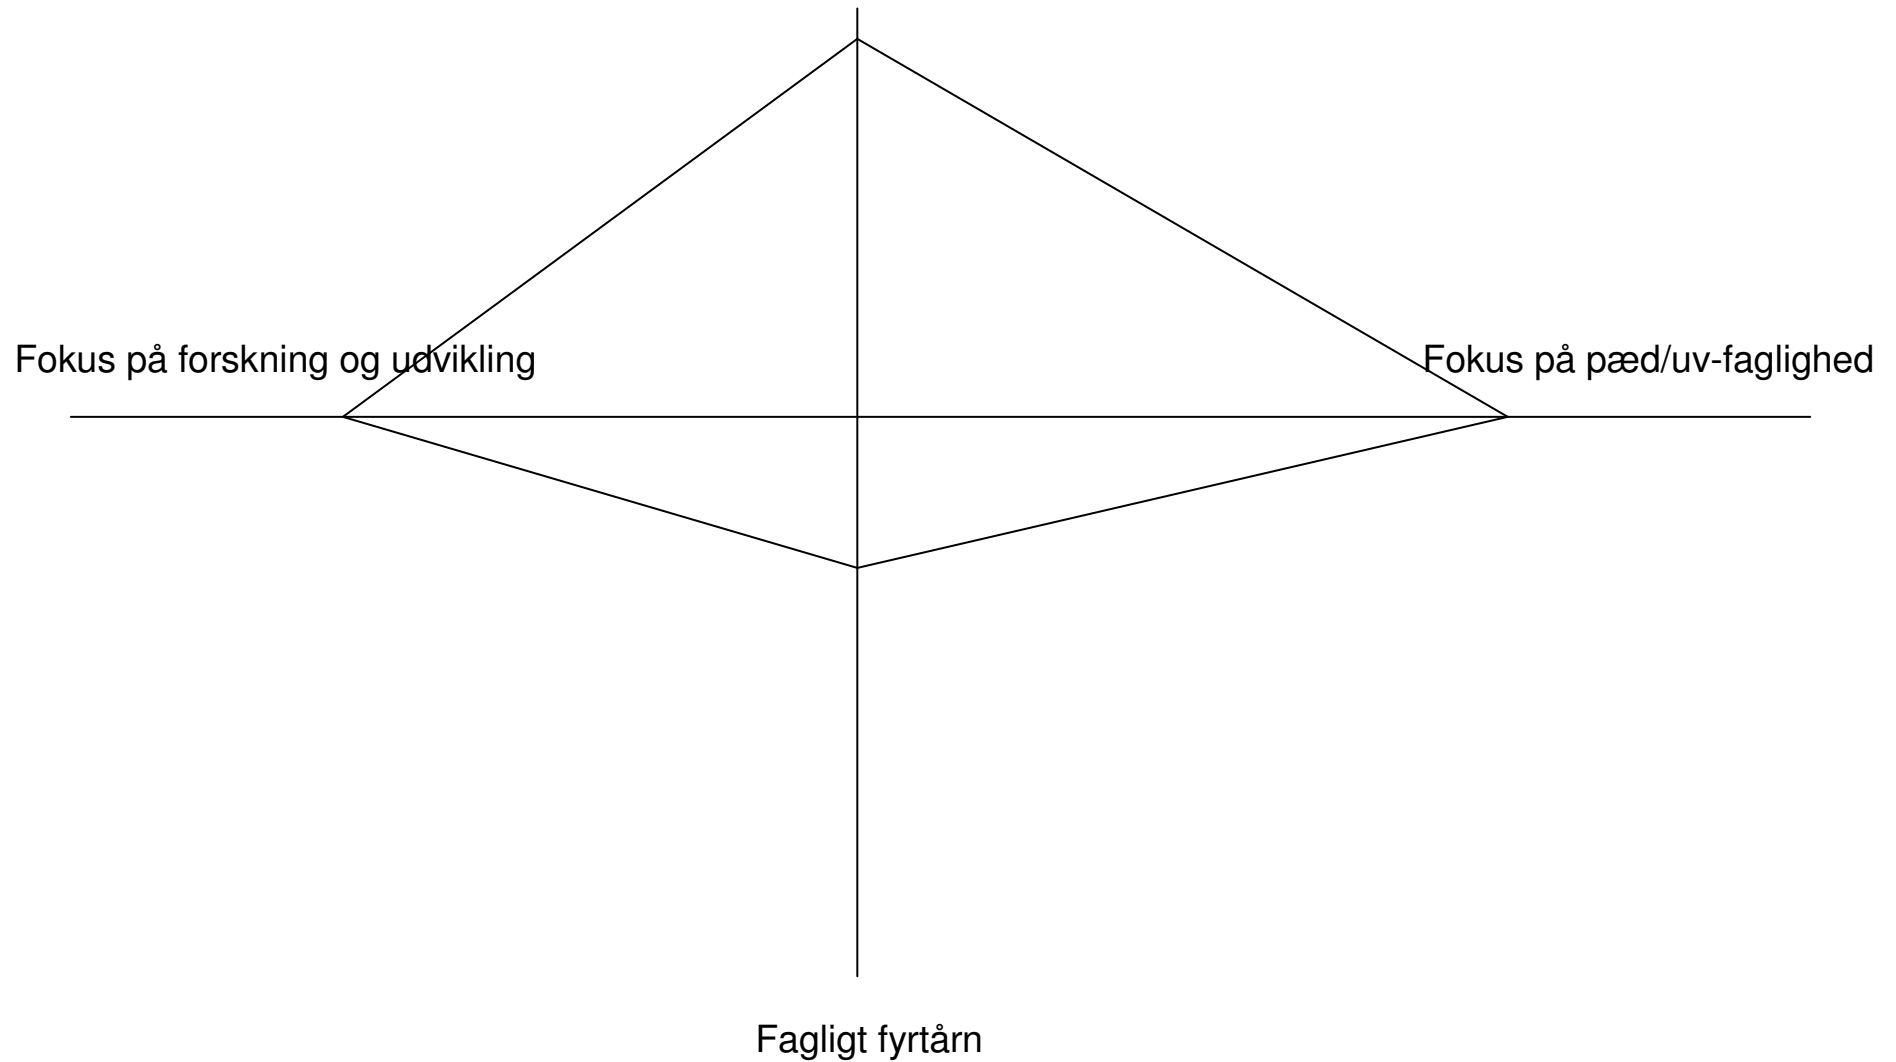 Fokus på forskning og udvikling
Fokus på pæd/uv-faglighed
Fagligt fyrtårn